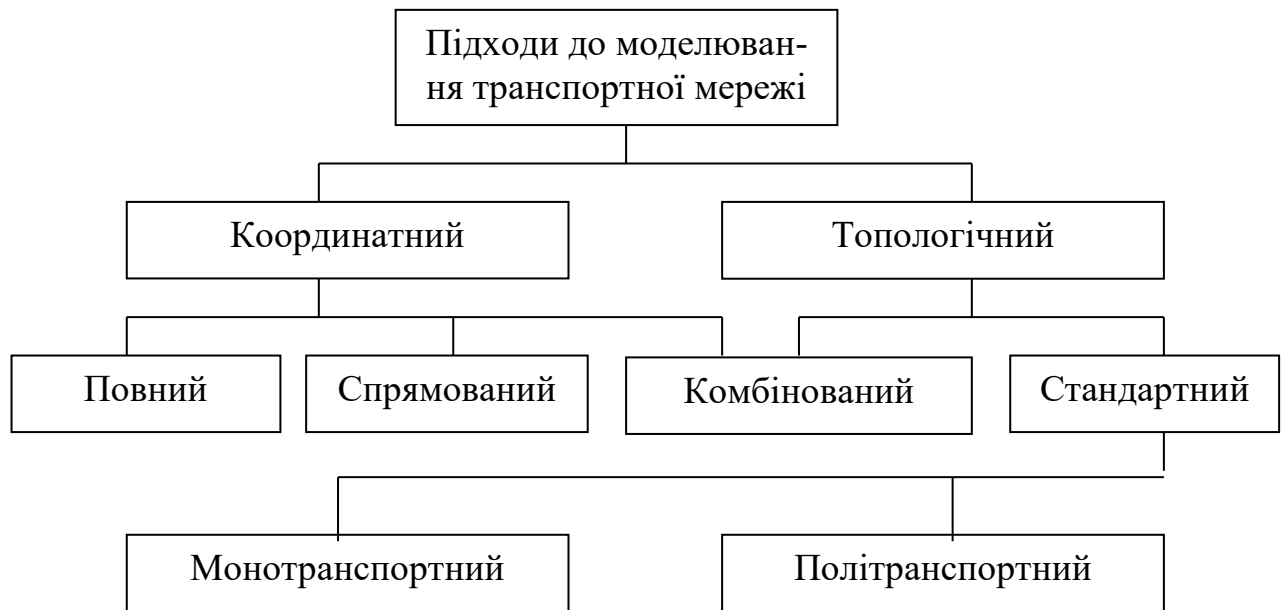 Підходи до моделюван-
ня транспортної мережі
Координатний
Топологічний
Повний
Спрямований
Комбінований
Стандартний
Монотранспортний
Політранспортний